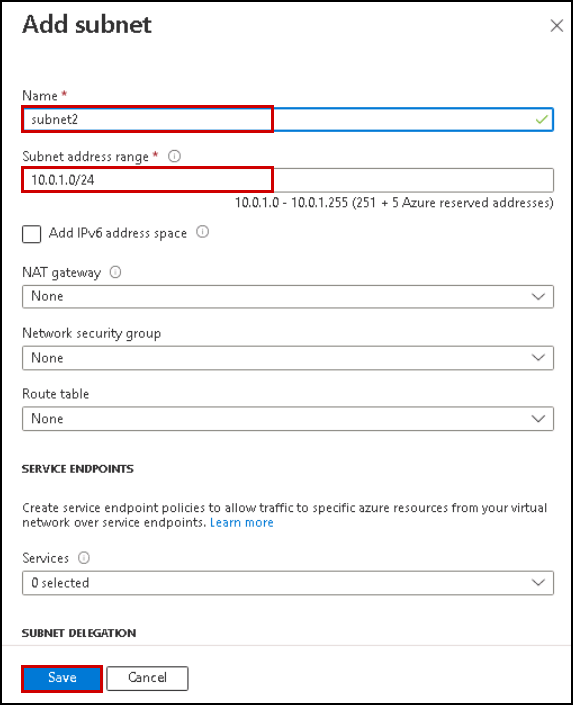 Add subnet
Name *
subnet2
Subnet address range *
10.0.1.0/24
10.0.1.0 - 10.0.1.255 (251 + 5 Azure reserved addresses)
Add IPv6 address space
NAT gateway
None
Network security group
None
Route table
None
SERVICE ENDPOINTS
Create service endpoint policies to allow traffic to specific azure resources from your virtual
network over service endpoints. Learn more
Services
0 selected
SUBNET DELEGATION
Save Cancel